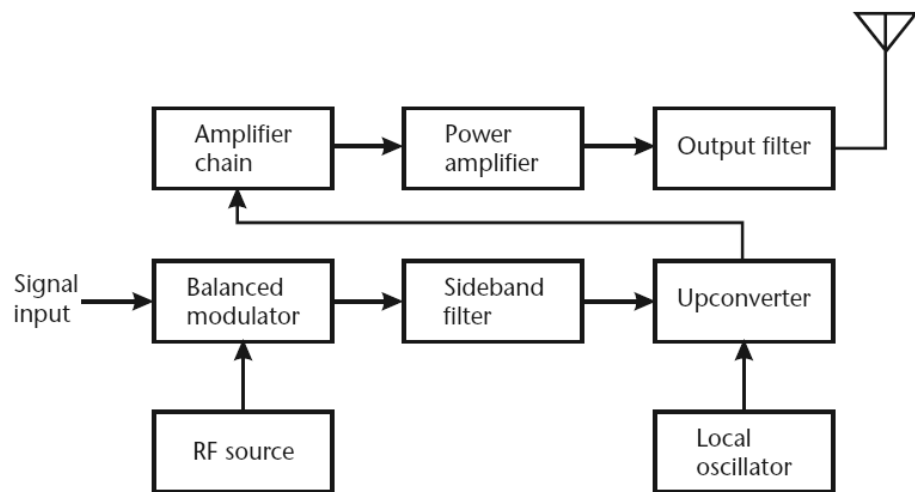 Amplifier
chain
Power
amplifier
Output filter
Signal
input
Balanced
modulator
Sideband
filter
Upconverter
RF source
Local
oscillator